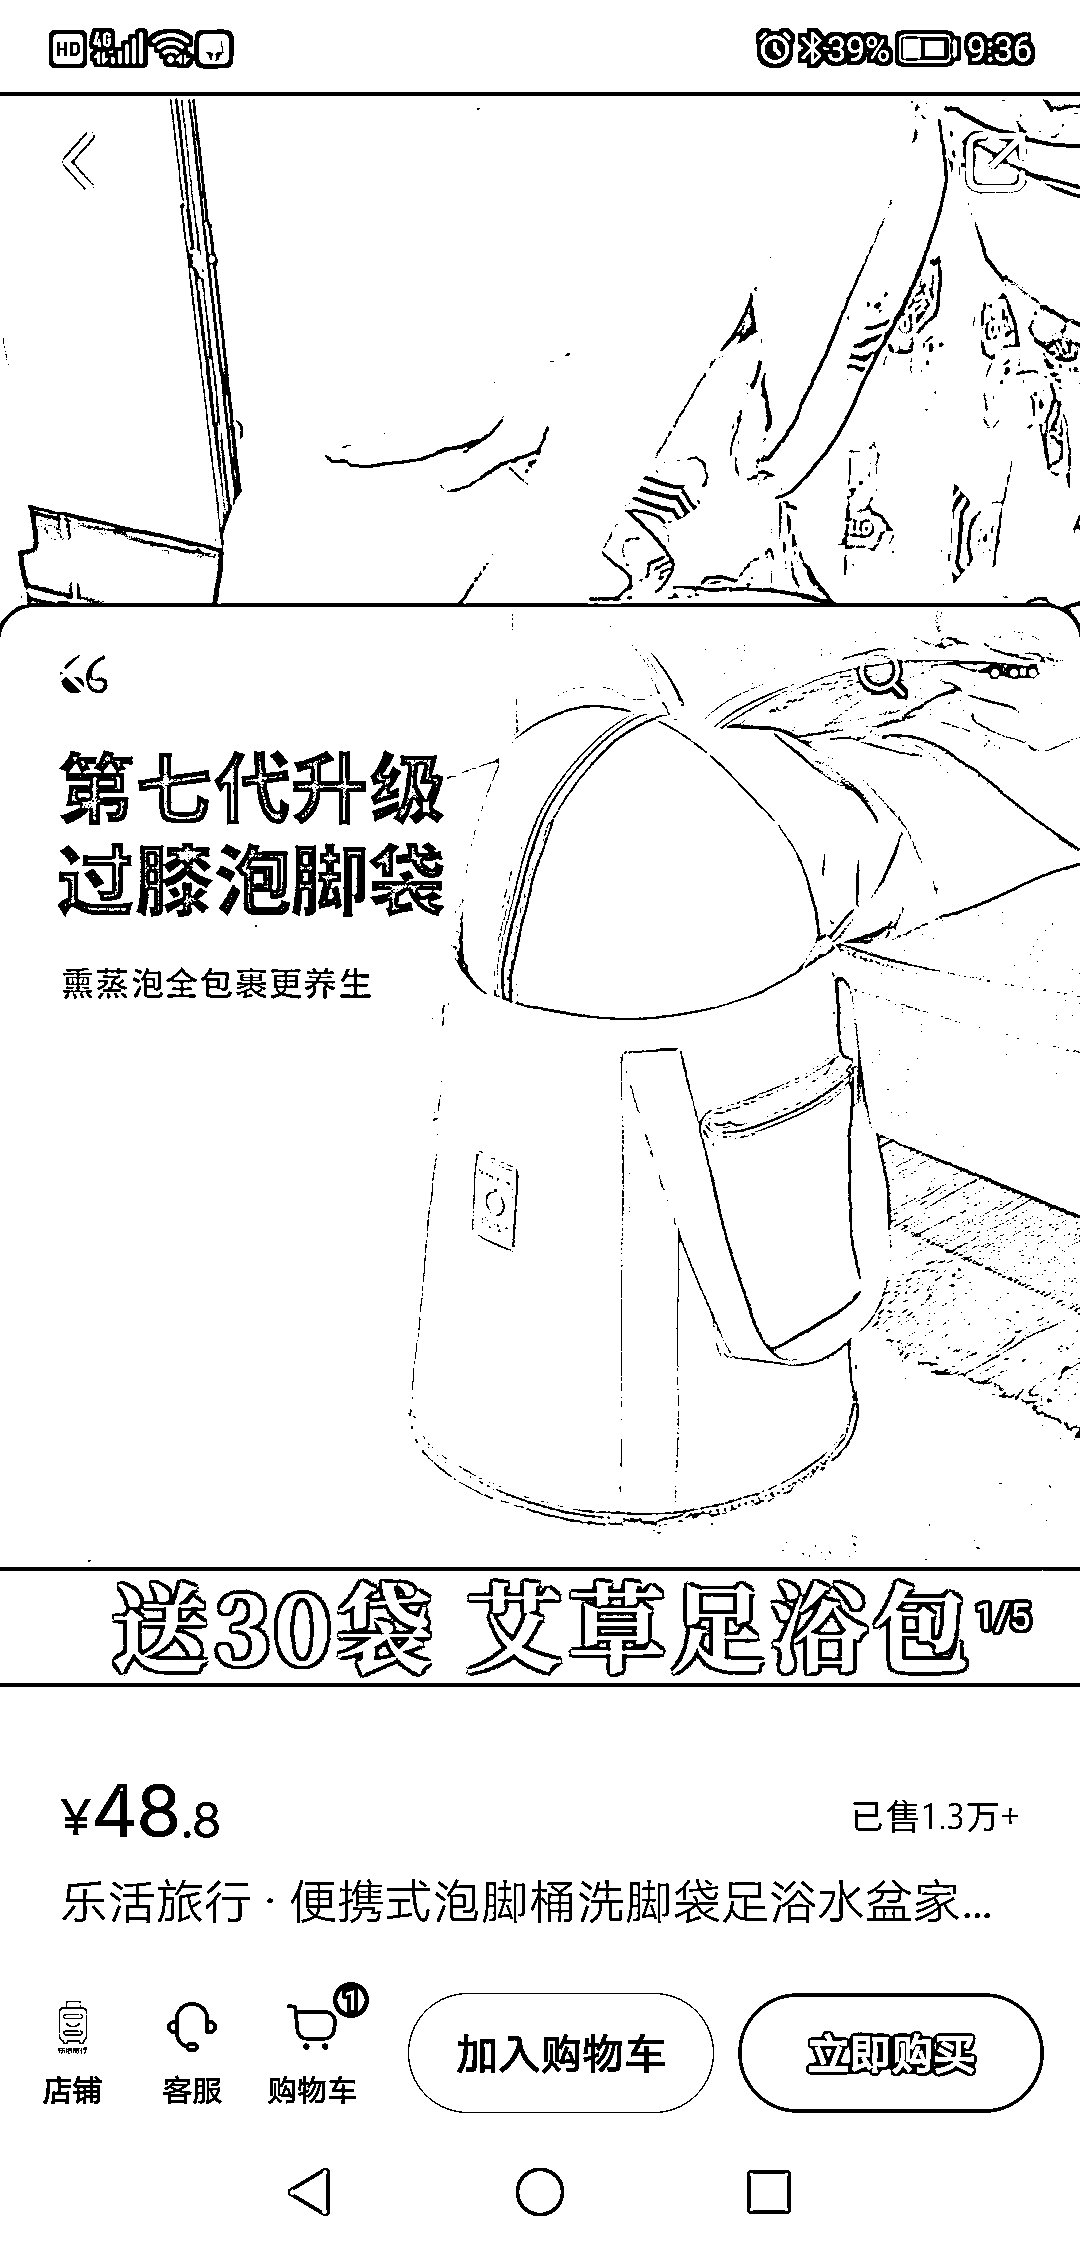 HD 4G 39% 9:36
第七代升级
过膝泡脚袋
熏蒸泡全包裹更养生
送30袋 艾草足浴包 1/5
¥48.8 已售1.3万+
乐活旅行 · 便携式泡脚桶洗脚袋足浴水盆家...
1
店铺 客服 购物车 加入购物车 立即购买